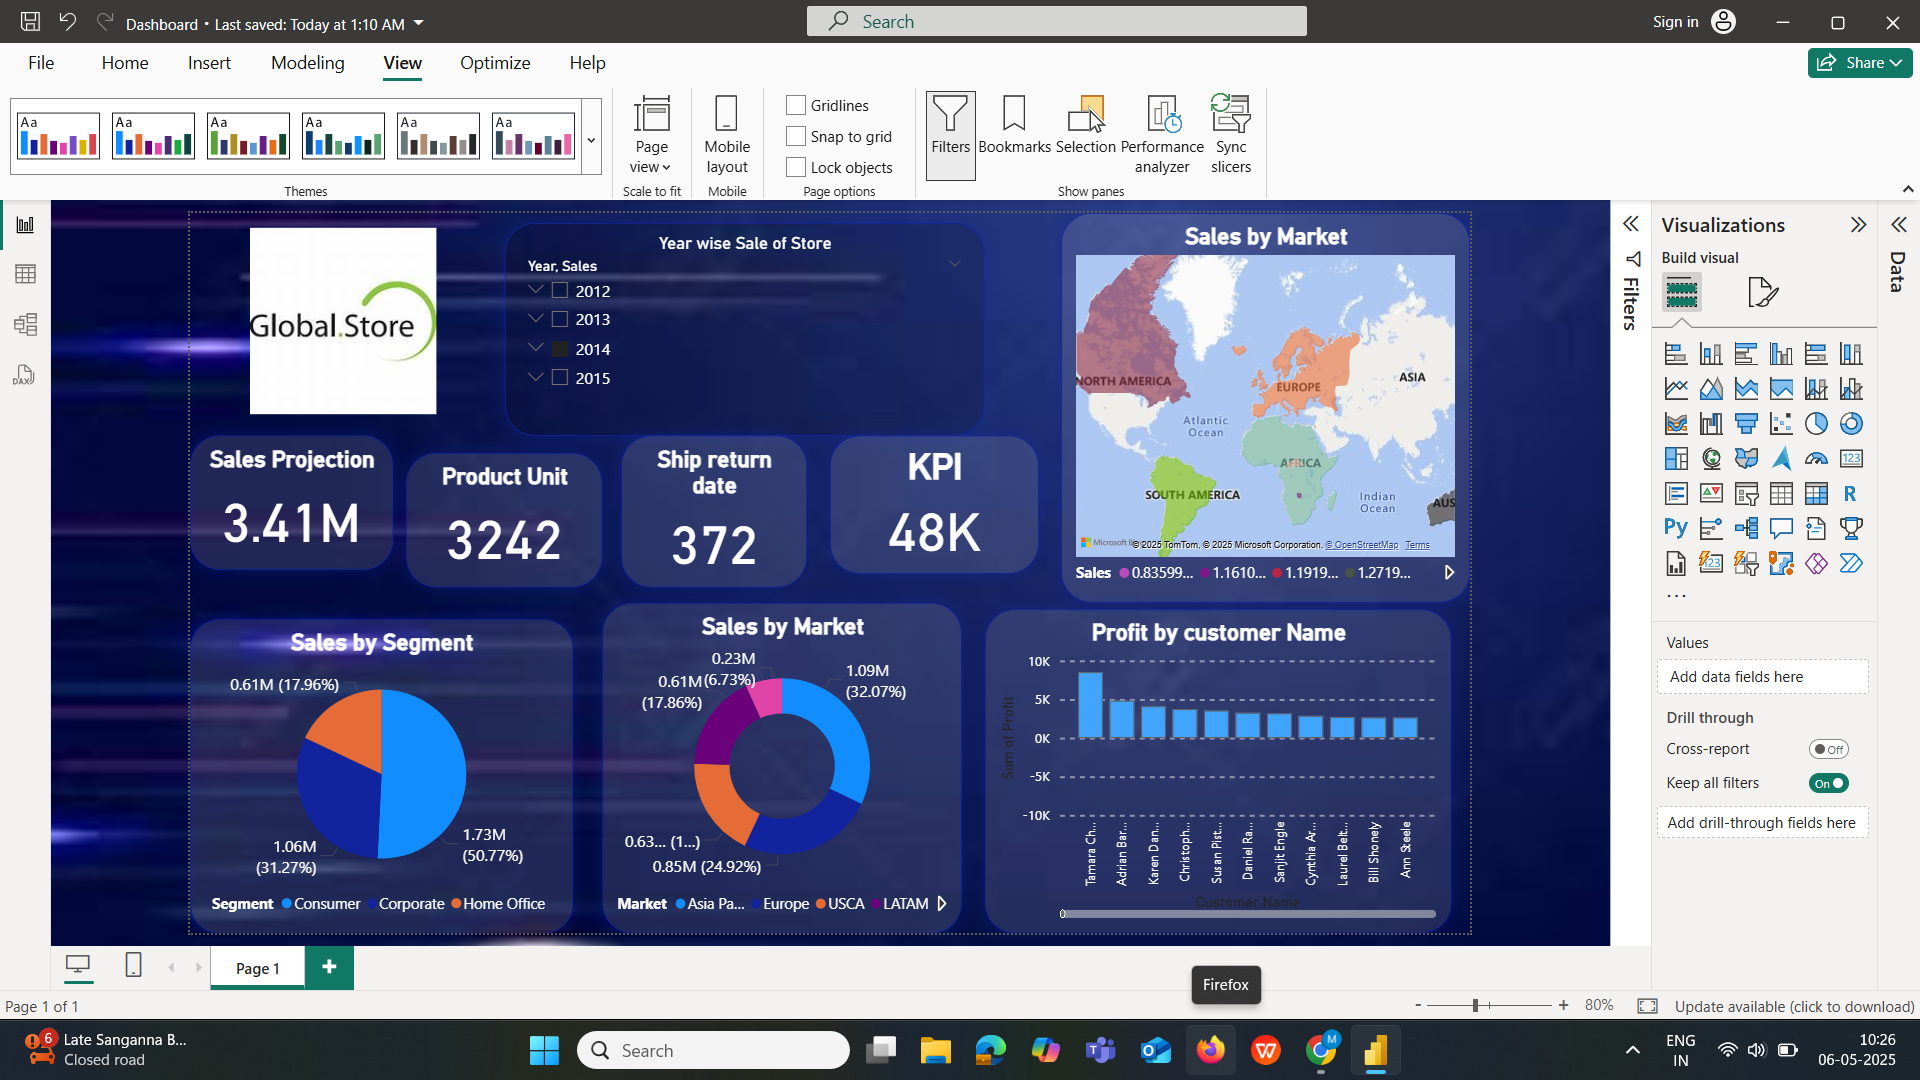 Dashboard • Last saved: Today at 1:10 AM
Search
Sign in
File
Home
Insert
Modeling
View
Optimize
Help
Share
Aa
Aa
Aa
Aa
Aa
Aa
Themes
Page
view
Scale to fit
Mobile
layout
Mobile
Gridlines
Snap to grid
Lock objects
Page options
Filters
Bookmarks
Selection
Performance
analyzer
Sync
slicers
Show panes
Global.Store
Year wise Sale of Store
Year, Sales
2012
2013
2014
2015
Sales Projection
3.41M
Product Unit
3242
Ship return
date
372
KPI
48K
Sales by Market
NORTH AMERICA
EUROPE
ASIA
Atlantic
Ocean
AFRICA
SOUTH AMERICA
Indian
Ocean
AUS
© 2025 TomTom, © 2025 Microsoft Corporation, © OpenStreetMap Terms
Sales 0.83599... 1.1610... 1.1919... 1.2719...
Sales by Segment
0.61M (17.96%)
1.06M
(31.27%)
1.73M
(50.77%)
Segment Consumer Corporate Home Office
Sales by Market
0.23M
(6.73%)
0.61M
(17.86%)
1.09M
(32.07%)
0.63... (1...)
0.85M (24.92%)
Market Asia Pa... Europe USCA LATAM
Profit by customer Name
10K
5K
0K
-5K
-10K
Sum of Profit
Tamara Ch...
Adrian Bar...
Karen Dan...
Christoph...
Susan Pist...
Daniel Ra...
Sanjit Engle
Cynthia Ar...
Laurel Belt...
Bill Shonely
Ann Steele
Customer Name
Filters
Visualizations
Build visual
123
R
Py
123
...
Values
Add data fields here
Drill through
Cross-report
Off
Keep all filters
On
Add drill-through fields here
Data
DAX
Page 1
Firefox
Page 1 of 1
- + 80%
Update available (click to download)
6
Late Sanganna B...
Closed road
Search
M
ENG
IN
10:26
06-05-2025